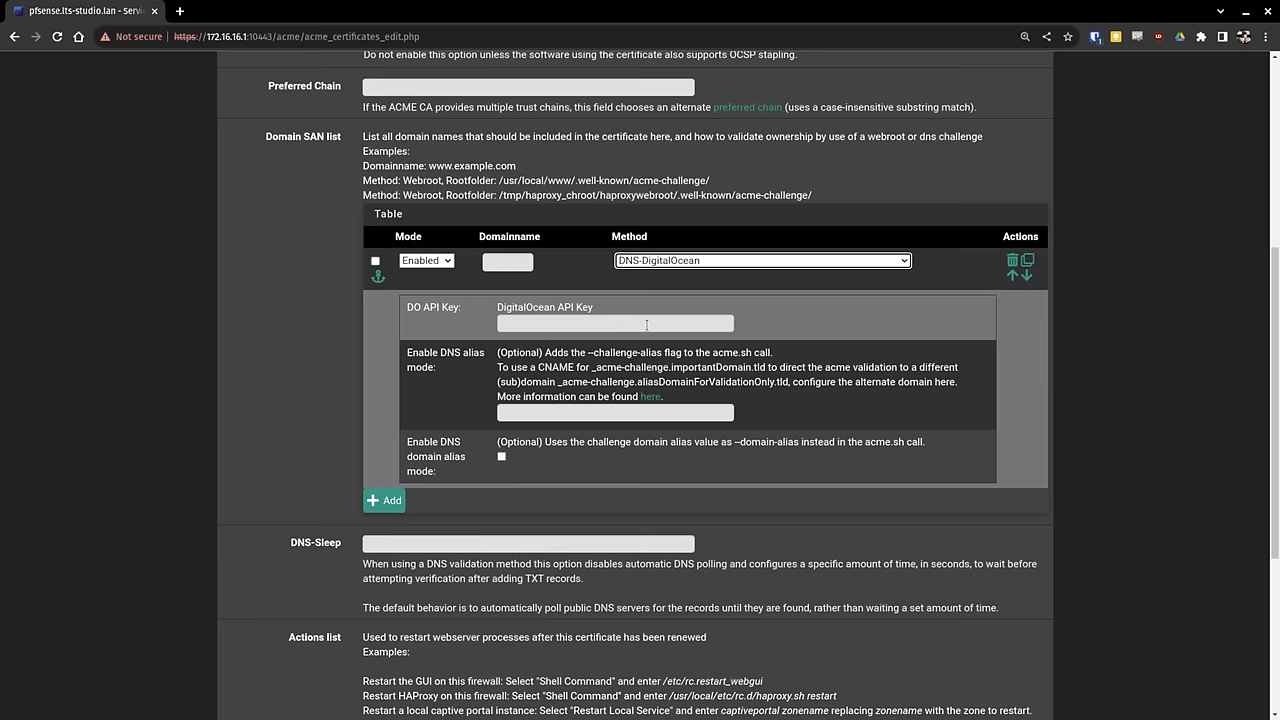 pfsense.lts-studio.lan - Servi
Not secure
https://172.16.16.1:10443/acme/acme_certificates_edit.php
Do not enable this option unless the software using the certificate also supports OCSP stapling.
Preferred Chain
If the ACME CA provides multiple trust chains, this field chooses an alternate preferred chain (uses a case-insensitive substring match).
Domain SAN list
List all domain names that should be included in the certificate here, and how to validate ownership by use of a webroot or dns challenge
Examples:
Domainname: www.example.com
Method: Webroot, Rootfolder: /usr/local/www/.well-known/acme-challenge/
Method: Webroot, Rootfolder: /tmp/haproxy_chroot/haproxywebroot/.well-known/acme-challenge/
Table
Mode Domainname Method Actions
Enabled DNS-DigitalOcean
DO API Key: DigitalOcean API Key
Enable DNS alias mode:
(Optional) Adds the --challenge-alias flag to the acme.sh call.
To use a CNAME for _acme-challenge.importantDomain.tld to direct the acme validation to a different
(sub)domain _acme-challenge.aliasDomainForValidationOnly.tld, configure the alternate domain here.
More information can be found here.
Enable DNS
domain alias
mode:
(Optional) Uses the challenge domain alias value as --domain-alias instead in the acme.sh call.
Add
DNS-Sleep
When using a DNS validation method this option disables automatic DNS polling and configures a specific amount of time, in seconds, to wait before
attempting verification after adding TXT records.
The default behavior is to automatically poll public DNS servers for the records until they are found, rather than waiting a set amount of time.
Actions list
Used to restart webserver processes after this certificate has been renewed
Examples:
Restart the GUI on this firewall: Select "Shell Command" and enter /etc/rc.restart_webgui
Restart HAProxy on this firewall: Select "Shell Command" and enter /usr/local/etc/rc.d/haproxy.sh restart
Restart a local captive portal instance: Select "Restart Local Service" and enter captiveportal zonename replacing zonename with the zone to restart.